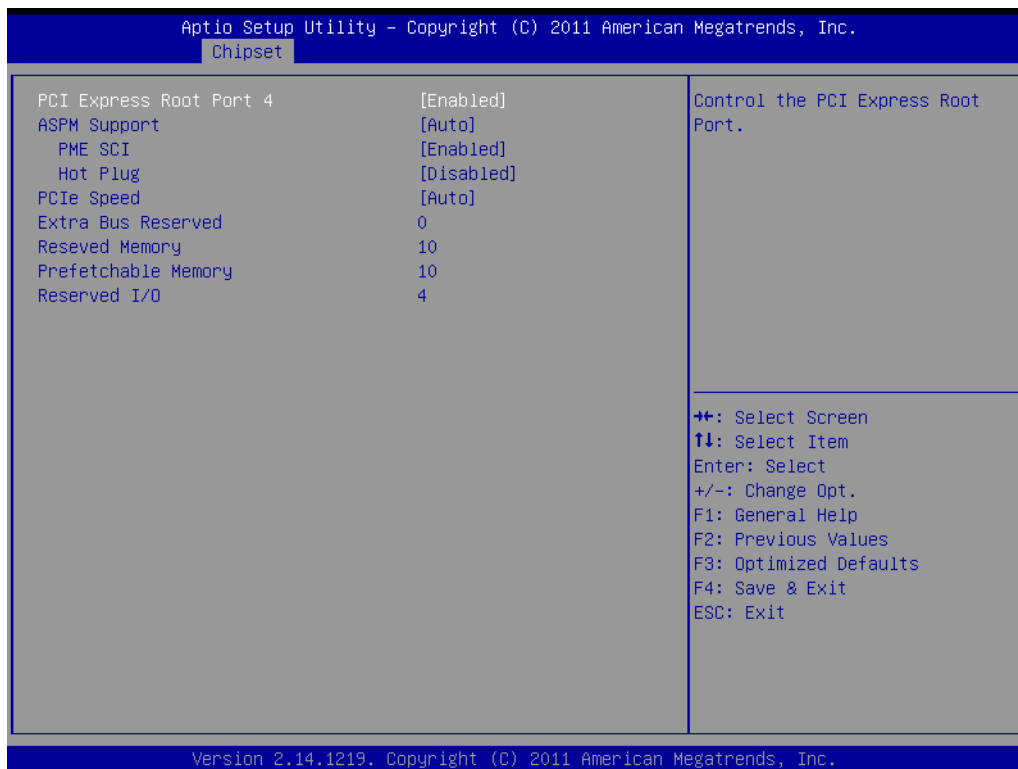 Aptio Setup Utility – Copyright (C) 2011 American Megatrends, Inc.
Chipset
PCI Express Root Port 4 [Enabled]
ASPM Support [Auto]
PME SCI [Enabled]
Hot Plug [Disabled]
PCIe Speed [Auto]
Extra Bus Reserved 0
Reseved Memory 10
Prefetchable Memory 10
Reserved I/O 4
Control the PCI Express Root
Port.
→←: Select Screen
↑↓: Select Item
Enter: Select
+/-: Change Opt.
F1: General Help
F2: Previous Values
F3: Optimized Defaults
F4: Save & Exit
ESC: Exit
Version 2.14.1219. Copyright (C) 2011 American Megatrends, Inc.